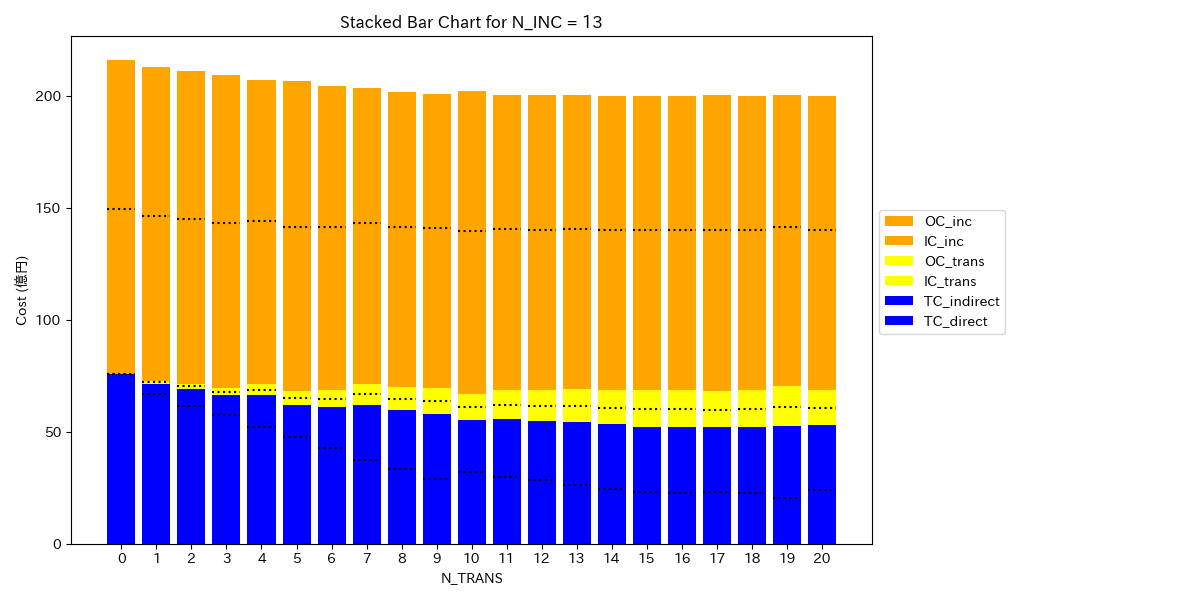 Stacked Bar Chart for N_INC = 13
Cost (億円)
200
150
100
50
0
0 1 2 3 4 5 6 7 8 9 10 11 12 13 14 15 16 17 18 19 20
N_TRANS
OC_inc
IC_inc
OC_trans
IC_trans
TC_indirect
TC_direct